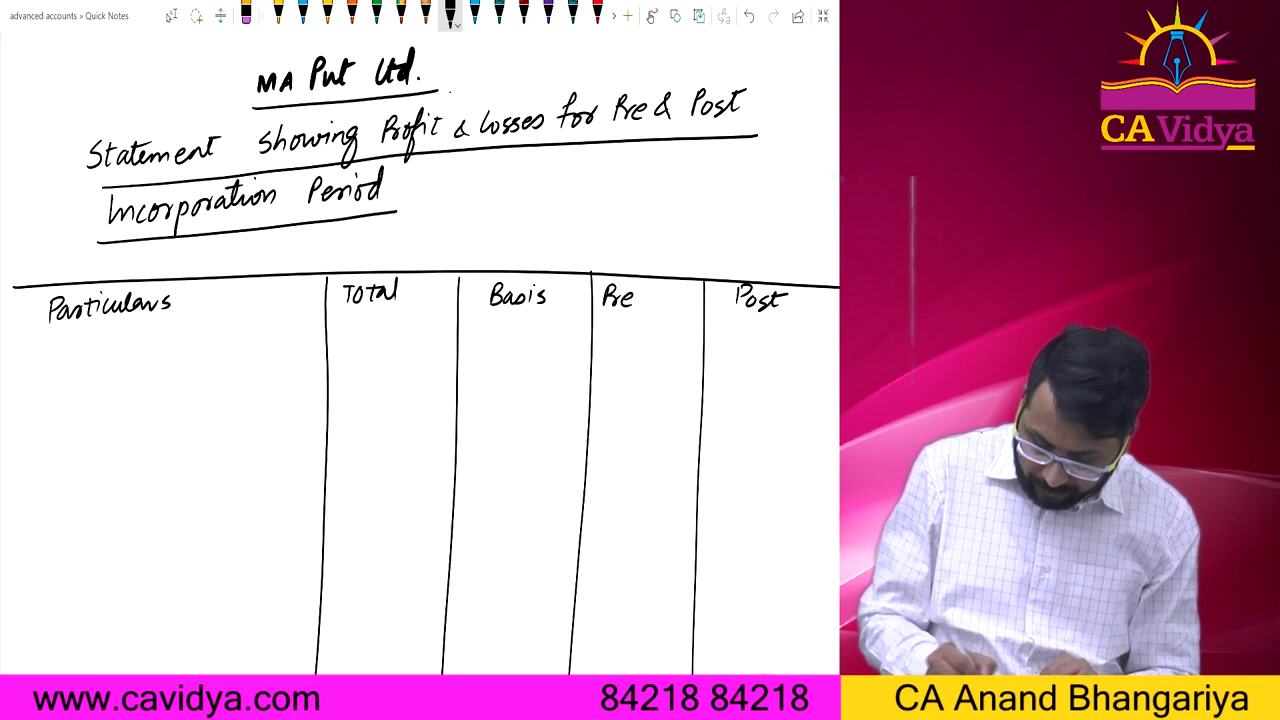 advanced accounts » Quick Notes
MA Pvt Ltd.
Statement Showing Profit & Losses for Pre & Post
Incorporation Period
Particulars Total Basis Pre Post
CA Vidya
www.cavidya.com 84218 84218 CA Anand Bhangariya